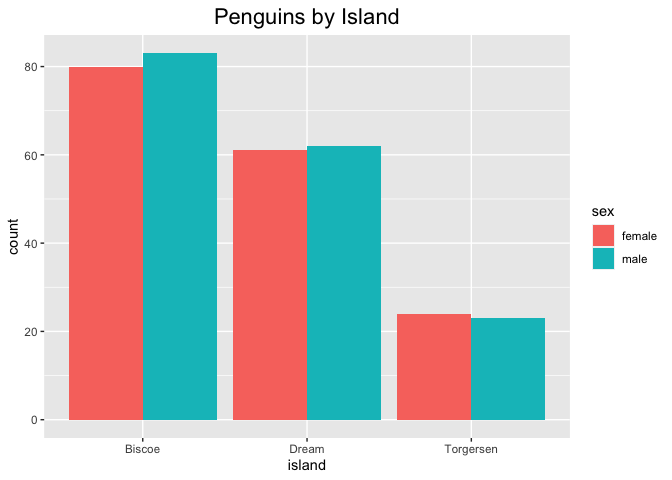 Penguins by Island
count
80
60
40
20
0
Biscoe
Dream
Torgersen
island
sex
female
male